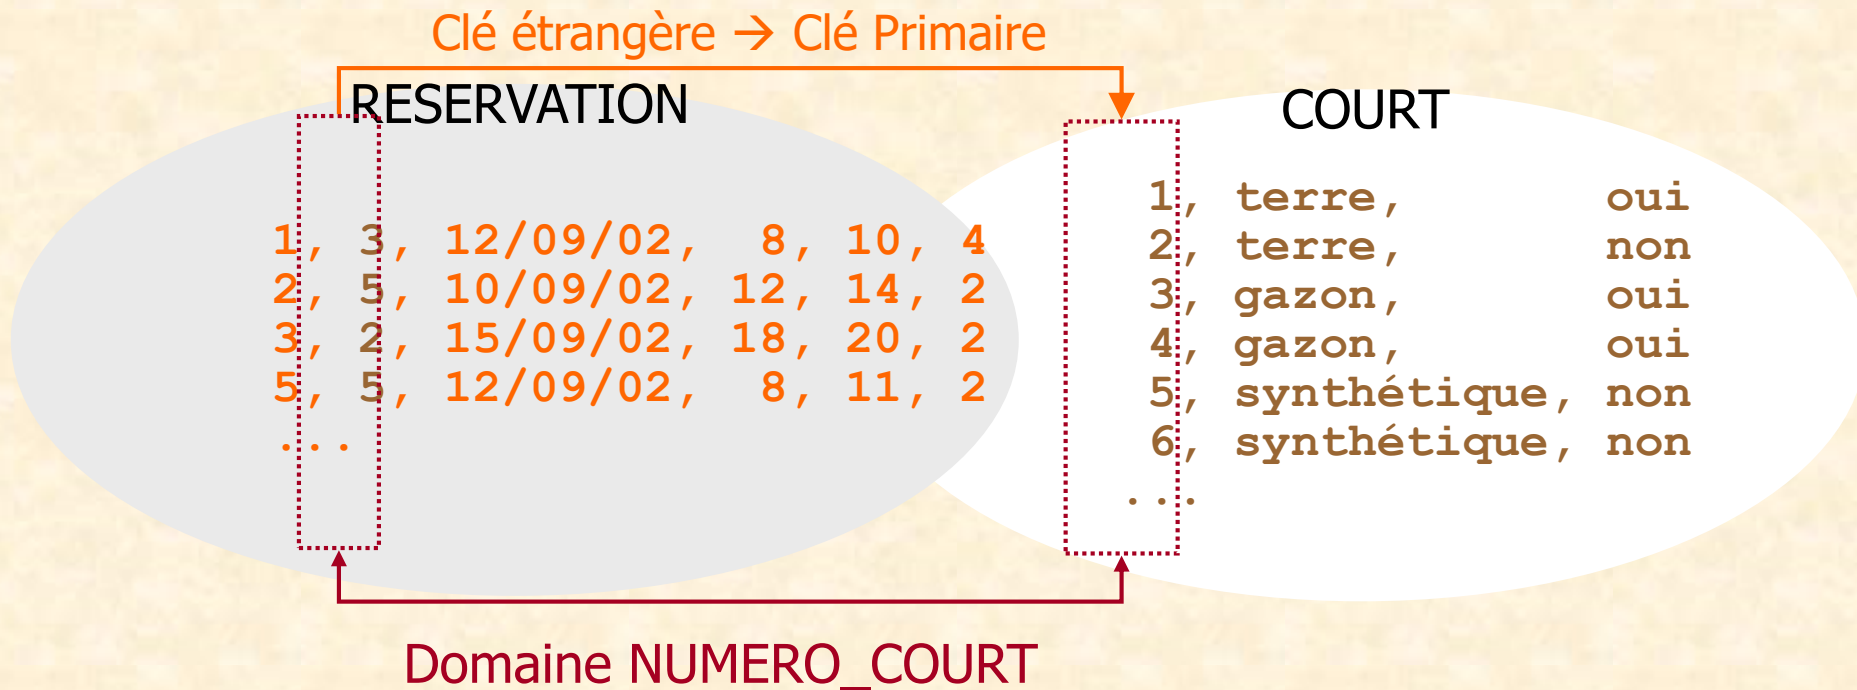 Clé étrangère → Clé Primaire
RESERVATION
1, 3, 12/09/02, 8, 10, 4
2, 5, 10/09/02, 12, 14, 2
3, 2, 15/09/02, 18, 20, 2
5, 5, 12/09/02, 8, 11, 2
...
COURT
1, terre, oui
2, terre, non
3, gazon, oui
4, gazon, oui
5, synthétique, non
6, synthétique, non
...
Domaine NUMERO_COURT